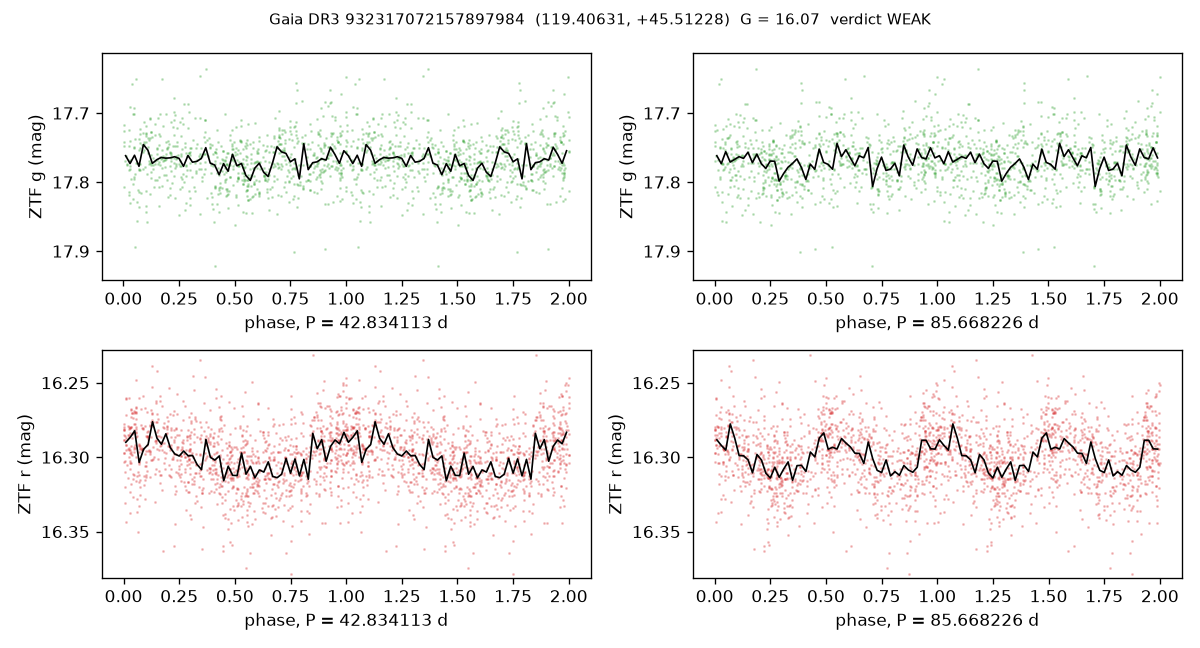 Gaia DR3 932317072157897984 (119.40631, +45.51228) G = 16.07 verdict WEAK
ZTF g (mag)
17.7
17.8
17.9
0.00 0.25 0.50 0.75 1.00 1.25 1.50 1.75 2.00
phase, P = 42.834113 d
ZTF g (mag)
17.7
17.8
17.9
0.00 0.25 0.50 0.75 1.00 1.25 1.50 1.75 2.00
phase, P = 85.668226 d
ZTF r (mag)
16.25
16.30
16.35
0.00 0.25 0.50 0.75 1.00 1.25 1.50 1.75 2.00
phase, P = 42.834113 d
ZTF r (mag)
16.25
16.30
16.35
0.00 0.25 0.50 0.75 1.00 1.25 1.50 1.75 2.00
phase, P = 85.668226 d